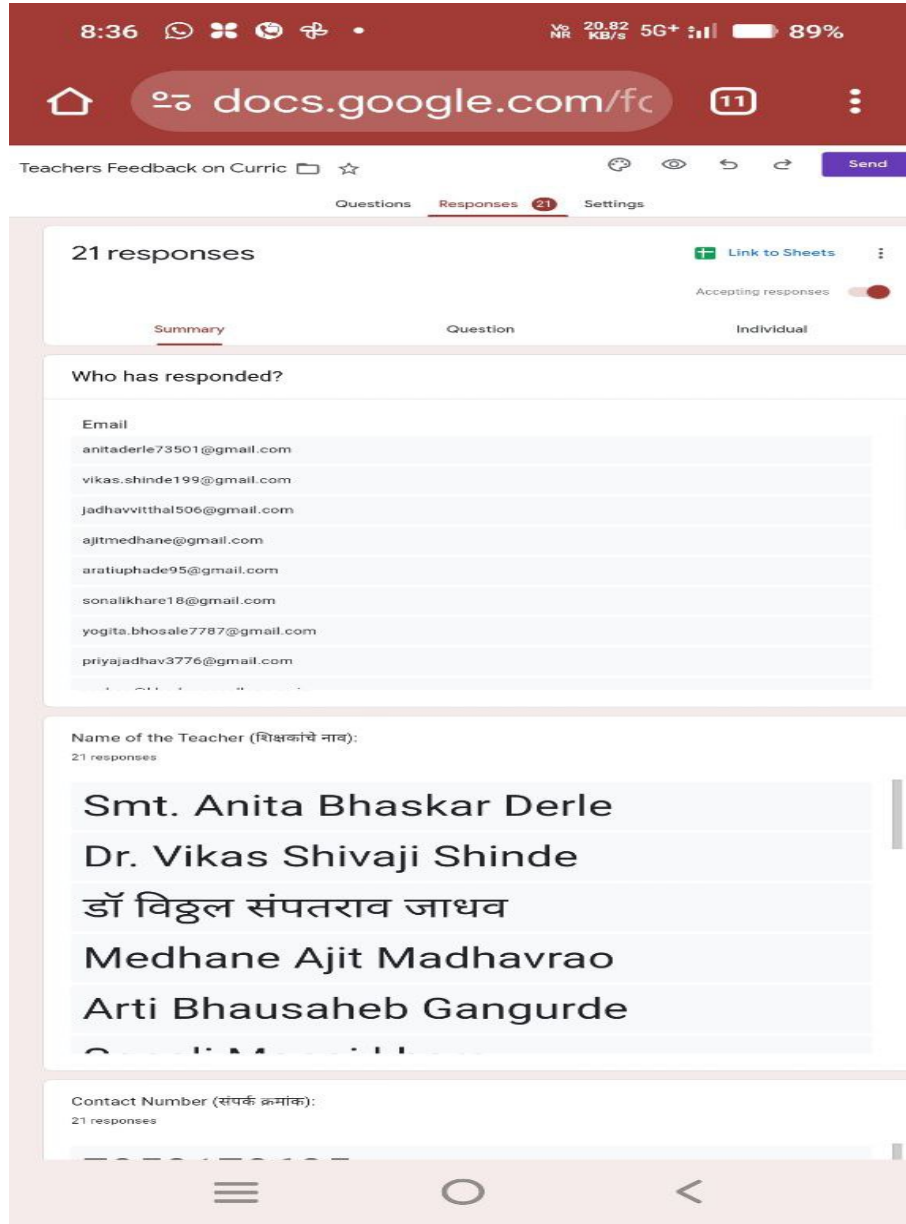 8:36 Vo NR 20.82 KB/s 5G+ 89%
docs.google.com/fc 11
Teachers Feedback on Curric Send
Questions Responses 21 Settings
21 responses Link to Sheets
Accepting responses
Summary Question Individual
Who has responded?
Email
anitaderle73501@gmail.com
vikas.shinde199@gmail.com
jadhavvitthal506@gmail.com
ajitmedhane@gmail.com
aratiuphade95@gmail.com
sonalikhare18@gmail.com
yogita.bhosale7787@gmail.com
priyajadhav3776@gmail.com
Name of the Teacher (शिक्षकांचे नाव):
21 responses
Smt. Anita Bhaskar Derle
Dr. Vikas Shivaji Shinde
डॉ विठ्ठल संपतराव जाधव
Medhane Ajit Madhavrao
Arti Bhausaheb Gangurde
Contact Number (संपर्क क्रमांक):
21 responses